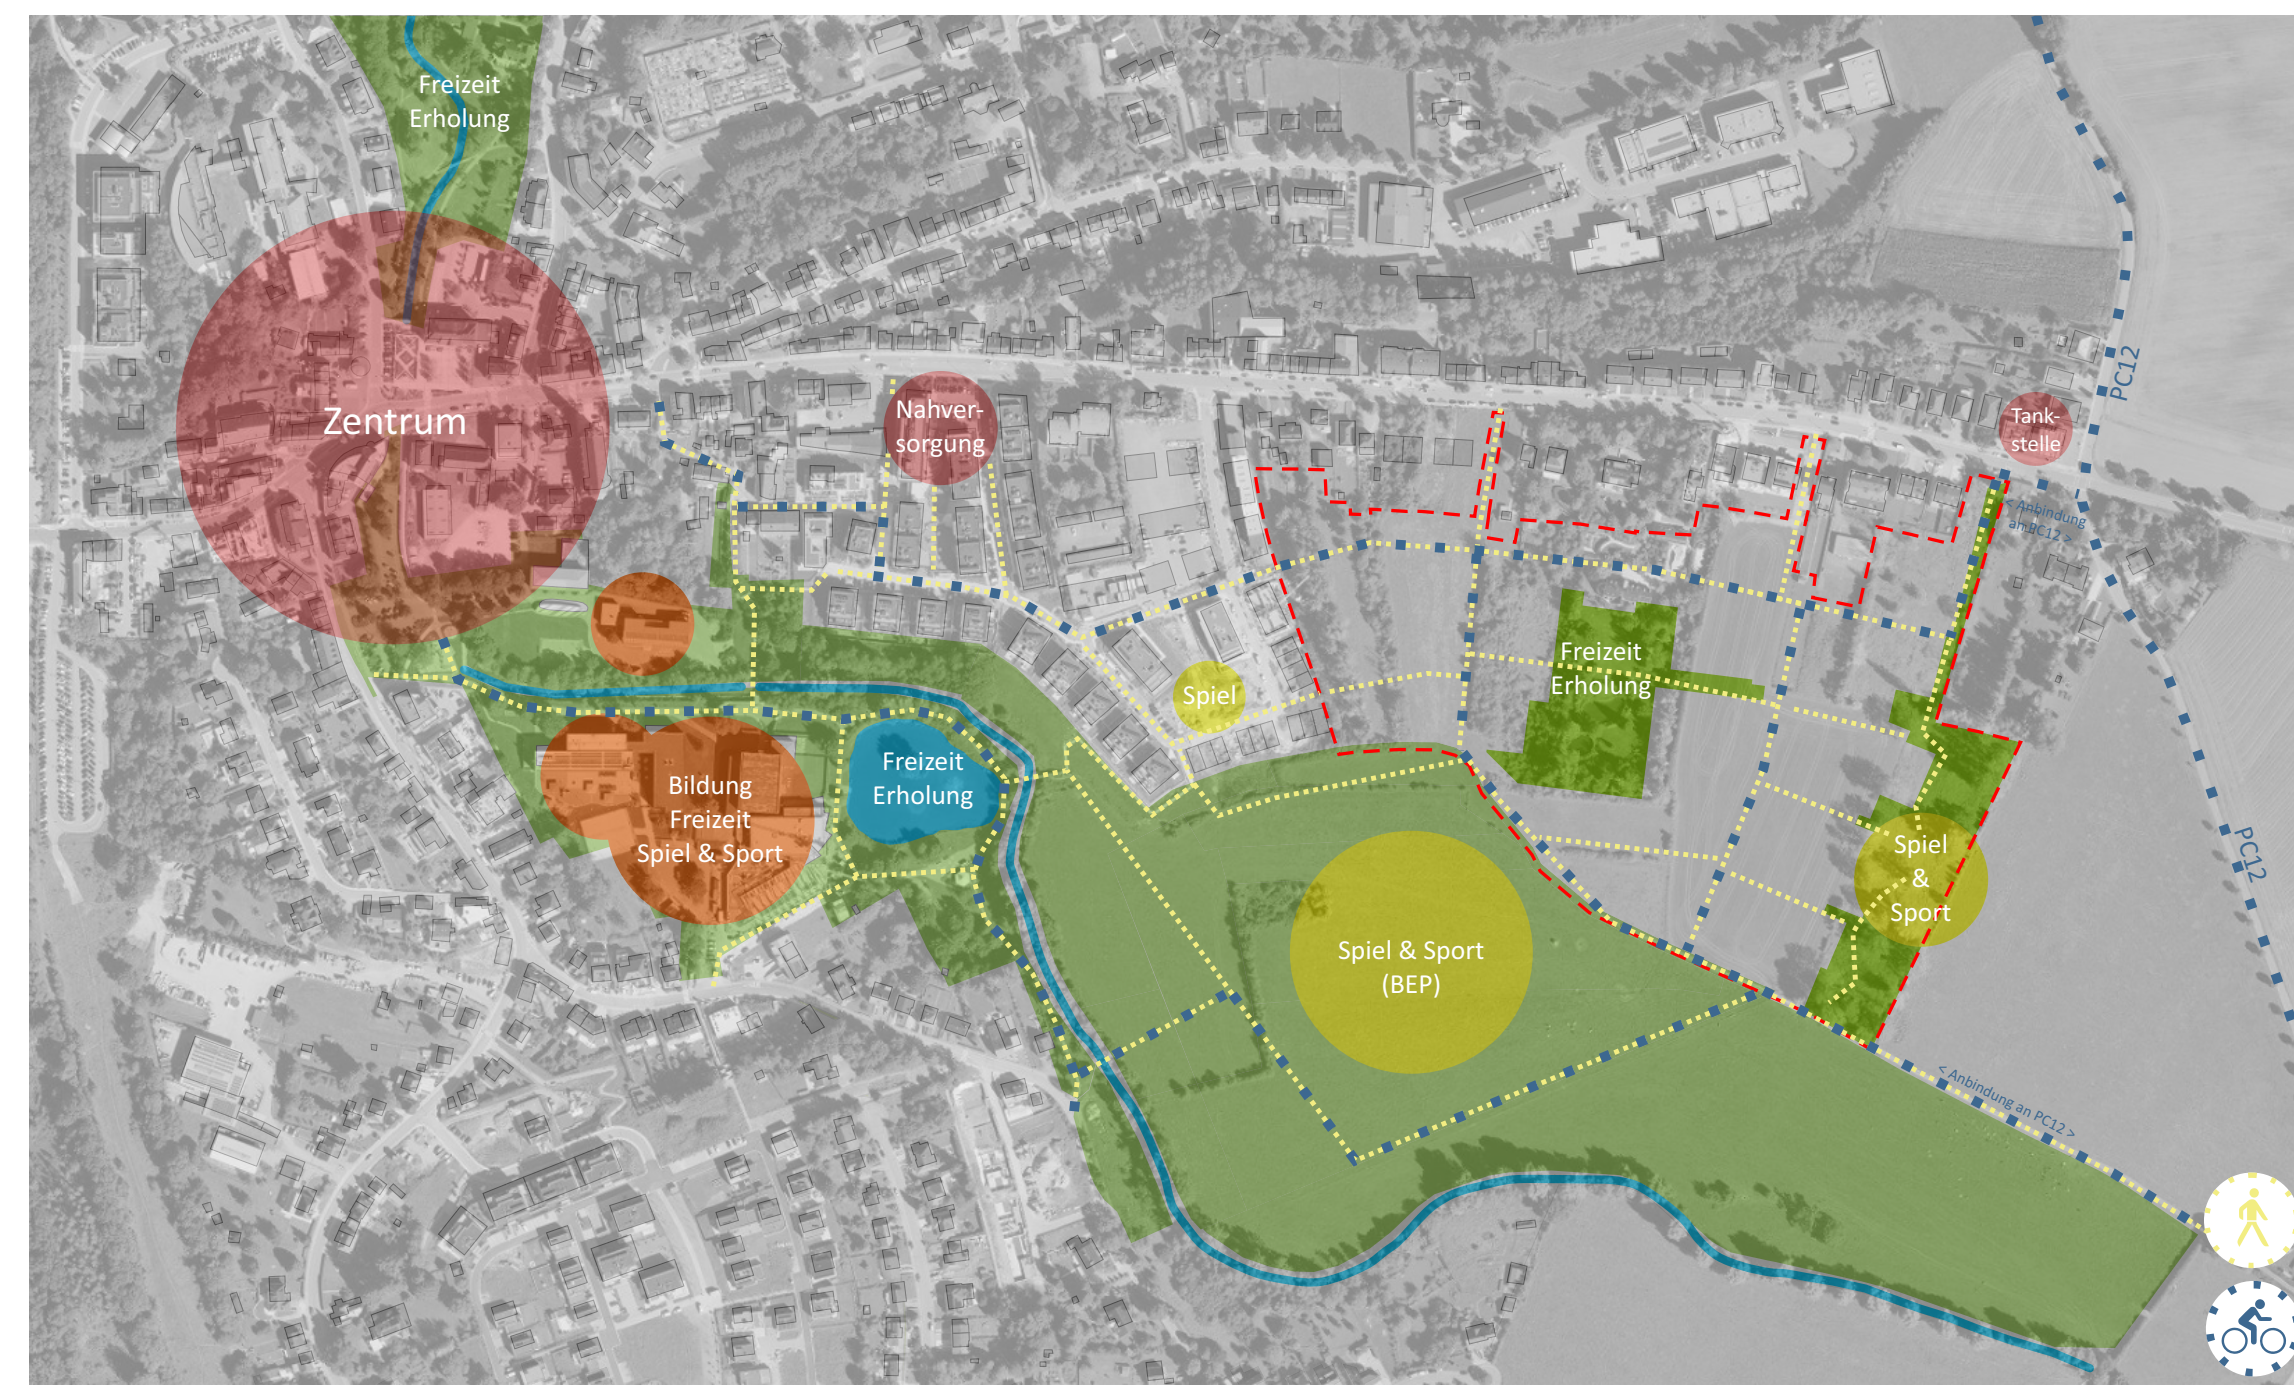 Freizeit
Erholung
Zentrum
Nahver-
sorgung
Tank-
stelle
PC12
< Anbindung
an PC12 >
Freizeit
Erholung
Spiel
Freizeit
Erholung
Bildung
Freizeit
Spiel & Sport
Spiel
&
Sport
PC12
Spiel & Sport
(BEP)
< Anbindung an PC12 >